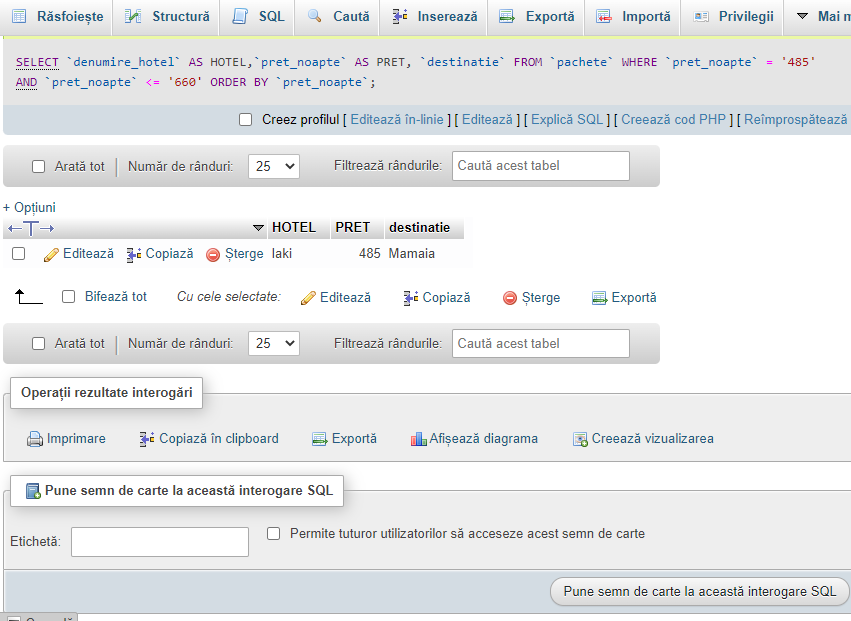 Răsfoiește Structură SQL Caută Inserează Exportă Importă Privilegii Mai
SELECT `denumire_hotel` AS HOTEL,`pret_noapte` AS PRET, `destinatie` FROM `pachete` WHERE `pret_noapte` = '485'
AND `pret_noapte` <= '660' ORDER BY `pret_noapte`;
Creez profilul [ Editează în-linie ] [ Editează ] [ Explică SQL ] [ Creează cod PHP ] [ Reîmprospătează
Arată tot Număr de rânduri: 25 Filtrează rândurile: Caută acest tabel
+ Opțiuni
←T→ HOTEL PRET destinatie
Editează Copiază Șterge Iaki 485 Mamaia
Bifează tot Cu cele selectate: Editează Copiază Șterge Exportă
Arată tot Număr de rânduri: 25 Filtrează rândurile: Caută acest tabel
Operații rezultate interogări
Imprimare Copiază în clipboard Exportă Afișează diagrama Creează vizualizarea
Pune semn de carte la această interogare SQL
Etichetă: Permite tuturor utilizatorilor să acceseze acest semn de carte
Pune semn de carte la această interogare SQL